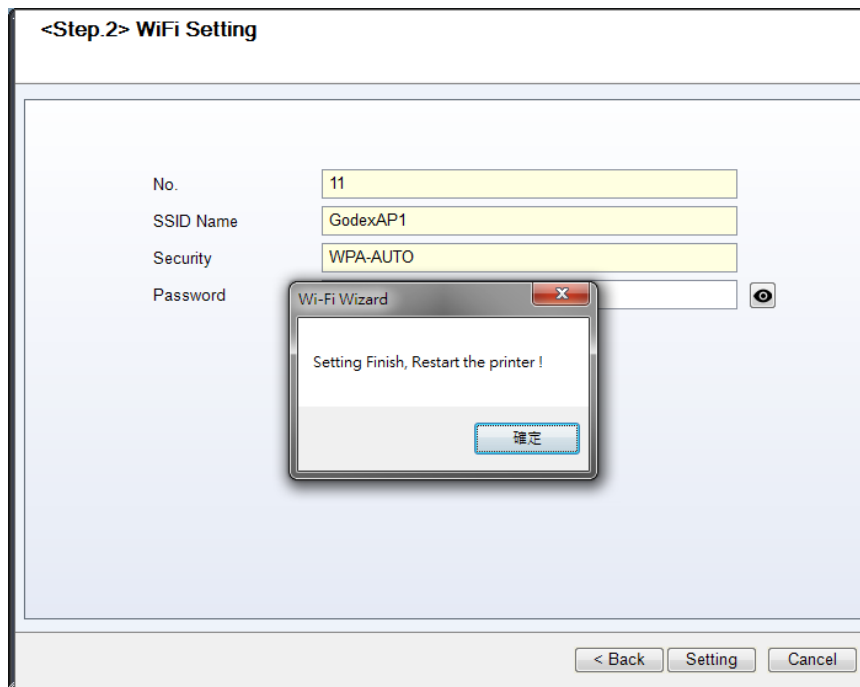 <Step.2> WiFi Setting
No. 11
SSID Name GodexAP1
Security WPA-AUTO
Password
Wi-Fi Wizard
Setting Finish, Restart the printer !
確定
< Back Setting Cancel